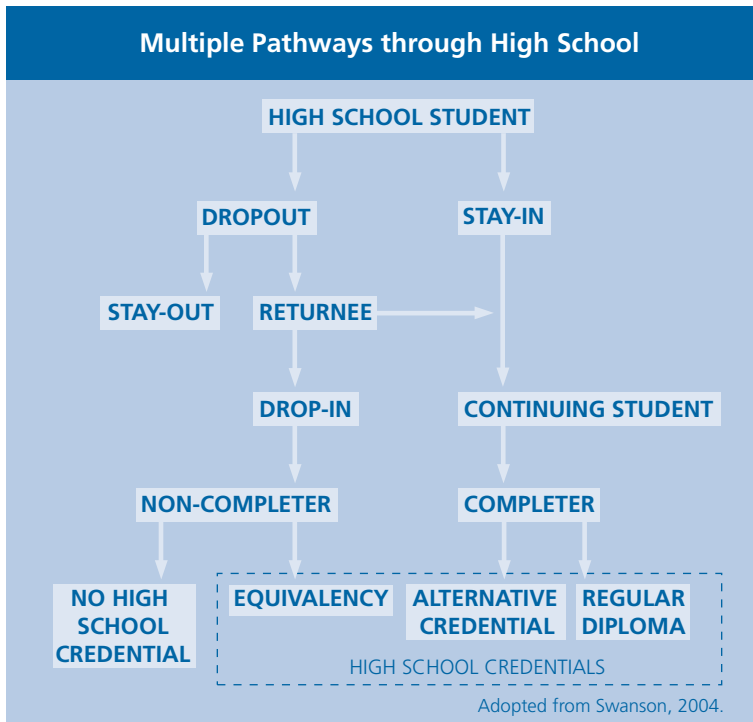 Multiple Pathways through High School
HIGH SCHOOL STUDENT
DROPOUT
STAY-IN
STAY-OUT
RETURNEE
DROP-IN
CONTINUING STUDENT
NON-COMPLETER
COMPLETER
NO HIGH
SCHOOL
CREDENTIAL
EQUIVALENCY
ALTERNATIVE
CREDENTIAL
REGULAR
DIPLOMA
HIGH SCHOOL CREDENTIALS
Adopted from Swanson, 2004.